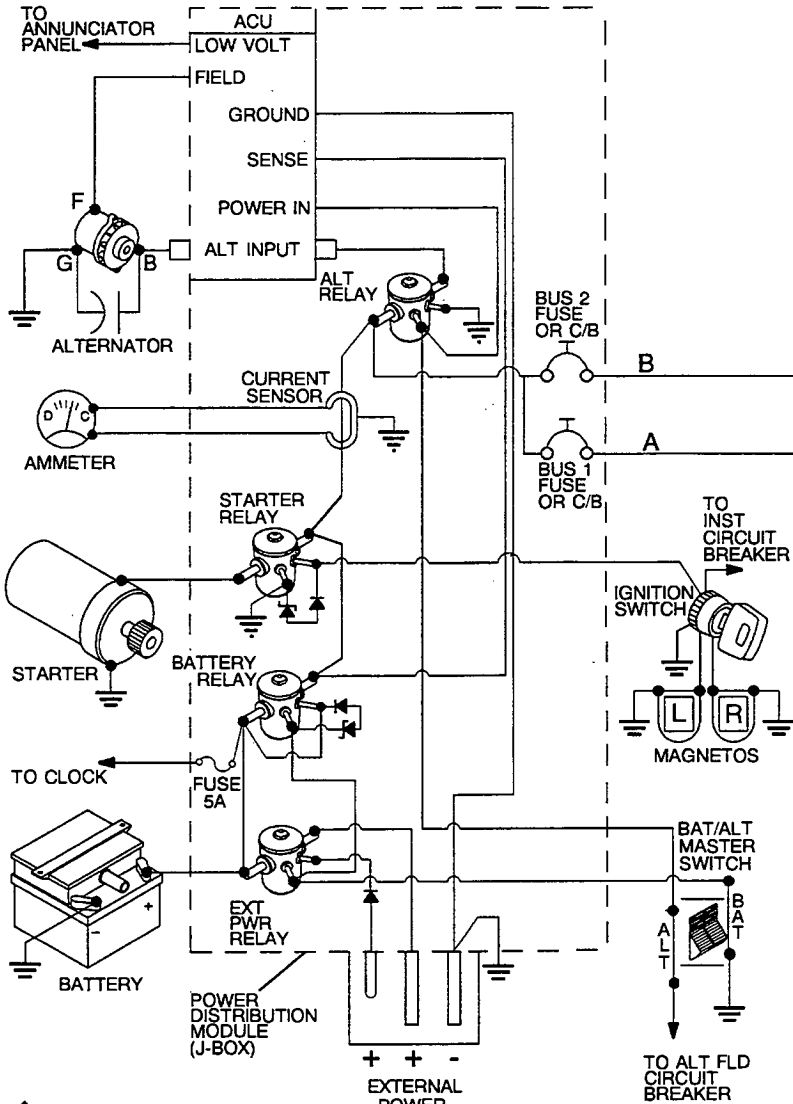 TO
ANNUNCIATOR
PANEL
ACU
LOW VOLT
FIELD
GROUND
SENSE
POWER IN
ALT INPUT
F
G
B
ALTERNATOR
ALT
RELAY
BUS 2
FUSE
OR C/B
B
CURRENT
SENSOR
D
C
AMMETER
A
BUS 1
FUSE
OR C/B
STARTER
RELAY
TO
INST
CIRCUIT
BREAKER
IGNITION
SWITCH
STARTER
BATTERY
RELAY
L
R
MAGNETOS
TO CLOCK
FUSE
5A
BAT/ALT
MASTER
SWITCH
EXT
PWR
RELAY
ALT
BAT
-
+
BATTERY
POWER
DISTRIBUTION
MODULE
(J-BOX)
+ + -
EXTERNAL
POWER
TO ALT FLD
CIRCUIT
BREAKER